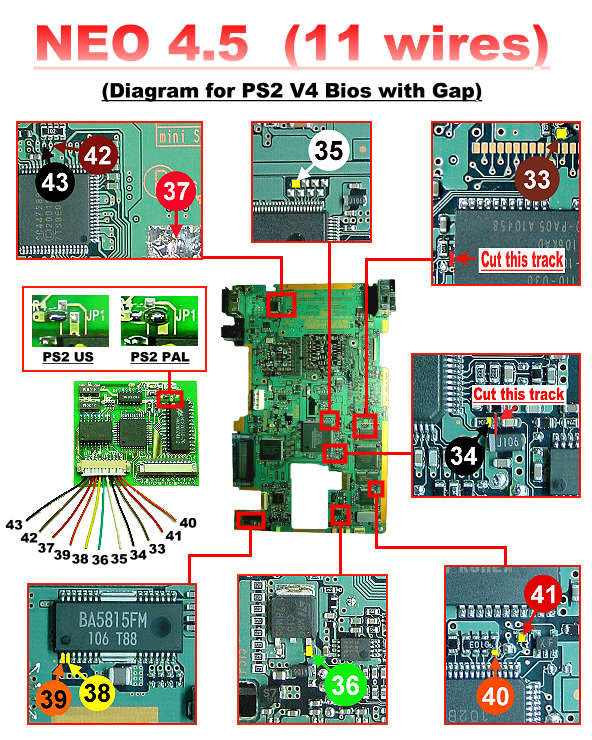 NEO 4.5 (11 wires)
(Diagram for PS2 V4 Bios with Gap)
42
43
mini S
37
35
33
Cut this track
JP1
JP1
PS2 US
PS2 PAL
Cut this track
34
43
42
37
39
38
36
35
34
33
41
40
BA5815FM
106 T88
39
38
36
41
40